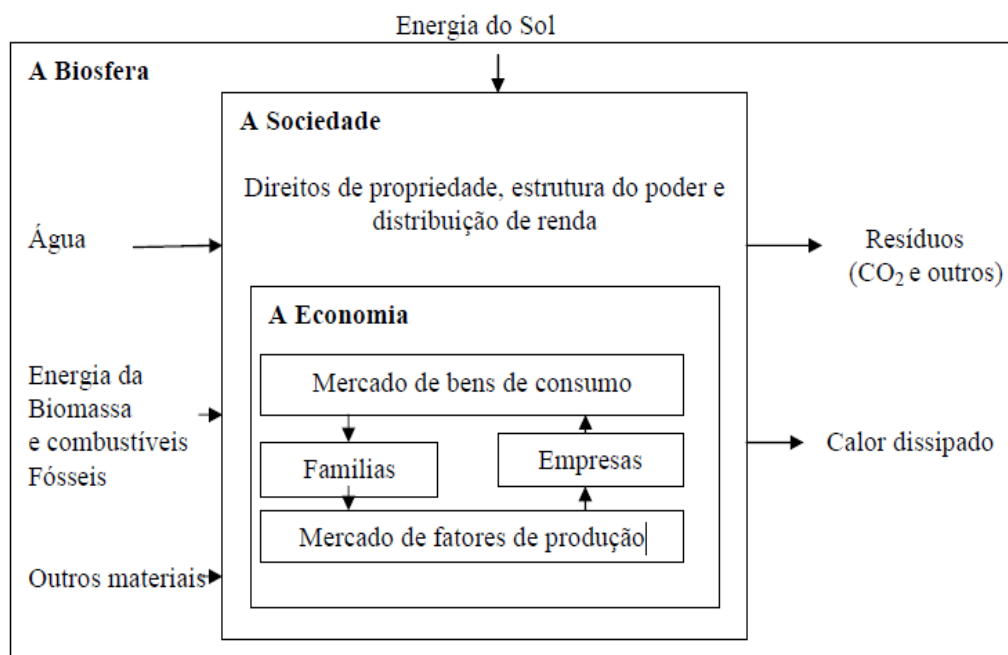 Energia do Sol
A Biosfera
A Sociedade
Direitos de propriedade, estrutura do poder e
distribuição de renda
Água
Resíduos
(CO₂ e outros)
A Economia
Mercado de bens de consumo
Energia da
Biomassa
e combustíveis
Fósseis
Familias
Empresas
Calor dissipado
Mercado de fatores de produção
Outros materiais